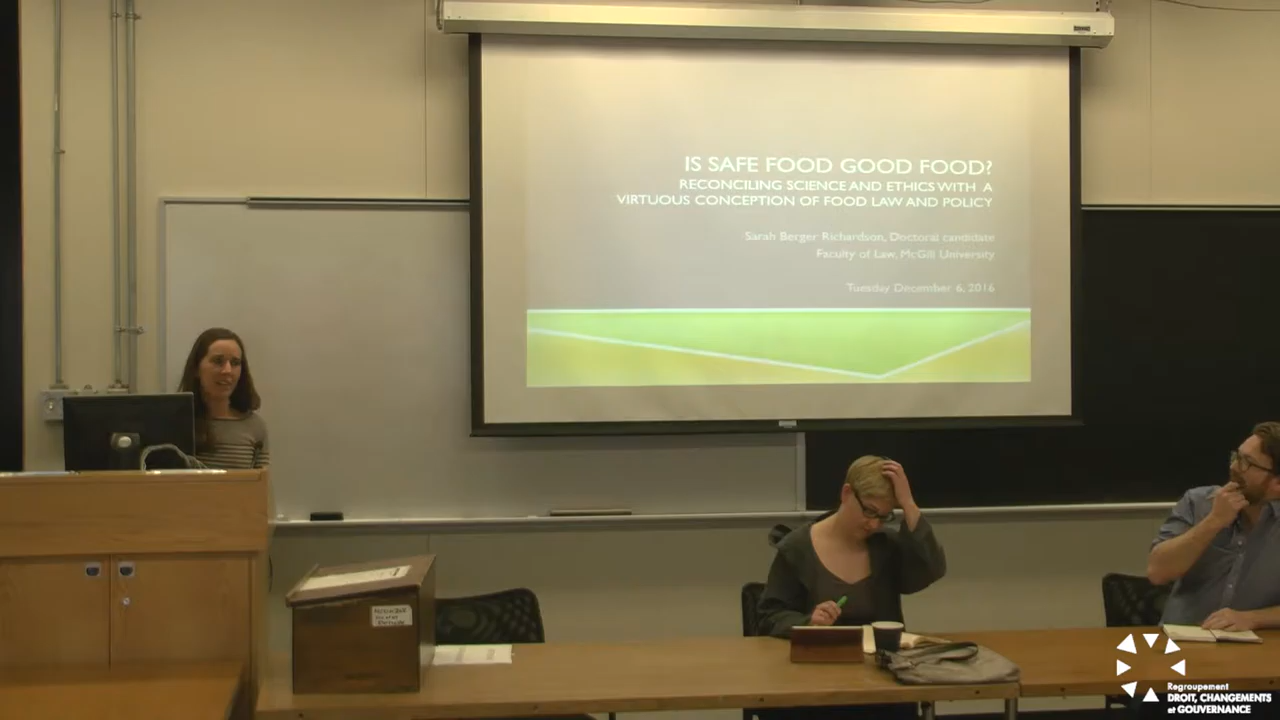 IS SAFE FOOD GOOD FOOD?
RECONCILING SCIENCE AND ETHICS WITH A
VIRTUOUS CONCEPTION OF FOOD LAW AND POLICY
Sarah Berger Richardson, Doctoral candidate
Faculty of Law, McGill University
Tuesday December 6, 2016
Regroupement
DROIT, CHANGEMENTS
et GOUVERNANCE